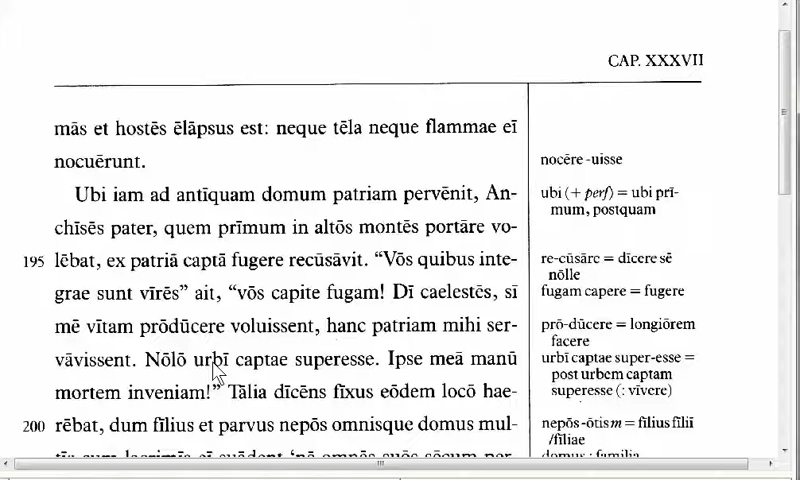 CAP. XXXVII
mās et hostēs ēlāpsus est: neque tēla neque flammae eī
nocuērunt.
Ubi iam ad antīquam domum patriam pervēnit, An-
chīsēs pater, quem prīmum in altōs montēs portāre vo-
195 lēbat, ex patriā captā fugere recūsāvit. “Vōs quibus inte-
grae sunt vīrēs” ait, “vōs capite fugam! Dī caelestēs, sī
mē vītam prōdūcere voluissent, hanc patriam mihi ser-
vāvissent. Nōlō urbī captae superesse. Ipse meā manū
mortem inveniam!” Tālia dīcēns fīxus eōdem locō hae-
200 rēbat, dum fīlius et parvus nepōs omnisque domus mul-
nocēre -uisse
ubi (+ perf) = ubi prī-
mum, postquam
re-cūsāre = dīcere sē
nōlle
fugam capere = fugere
prō-dūcere = longiōrem
facere
urbī captae super-esse =
post urbem captam
superesse (: vīvere)
nepōs -ōtis m = fīlius fīliī
/fīliae
domus : familia